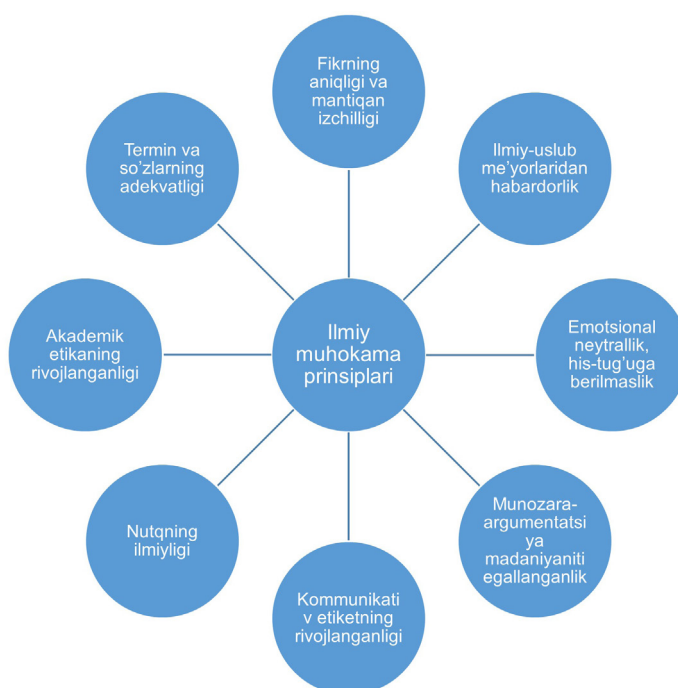 Fikrning
aniqligi va
mantiqan
izchilligi
Ilmiy-uslub
me’yorlaridan
habardorlik
Emotsional
neytrallik,
his-tug’uga
berilmaslik
Munozara-
argumentatsi
ya
madaniyaniti
egallanganlik
Kommunikati
v etiketning
rivojlanganligi
Nutqning
ilmiyligi
Akademik
etikaning
rivojlanganligi
Termin va
so’zlarning
adekvatligi
Ilmiy
muhokama
prinsiplari